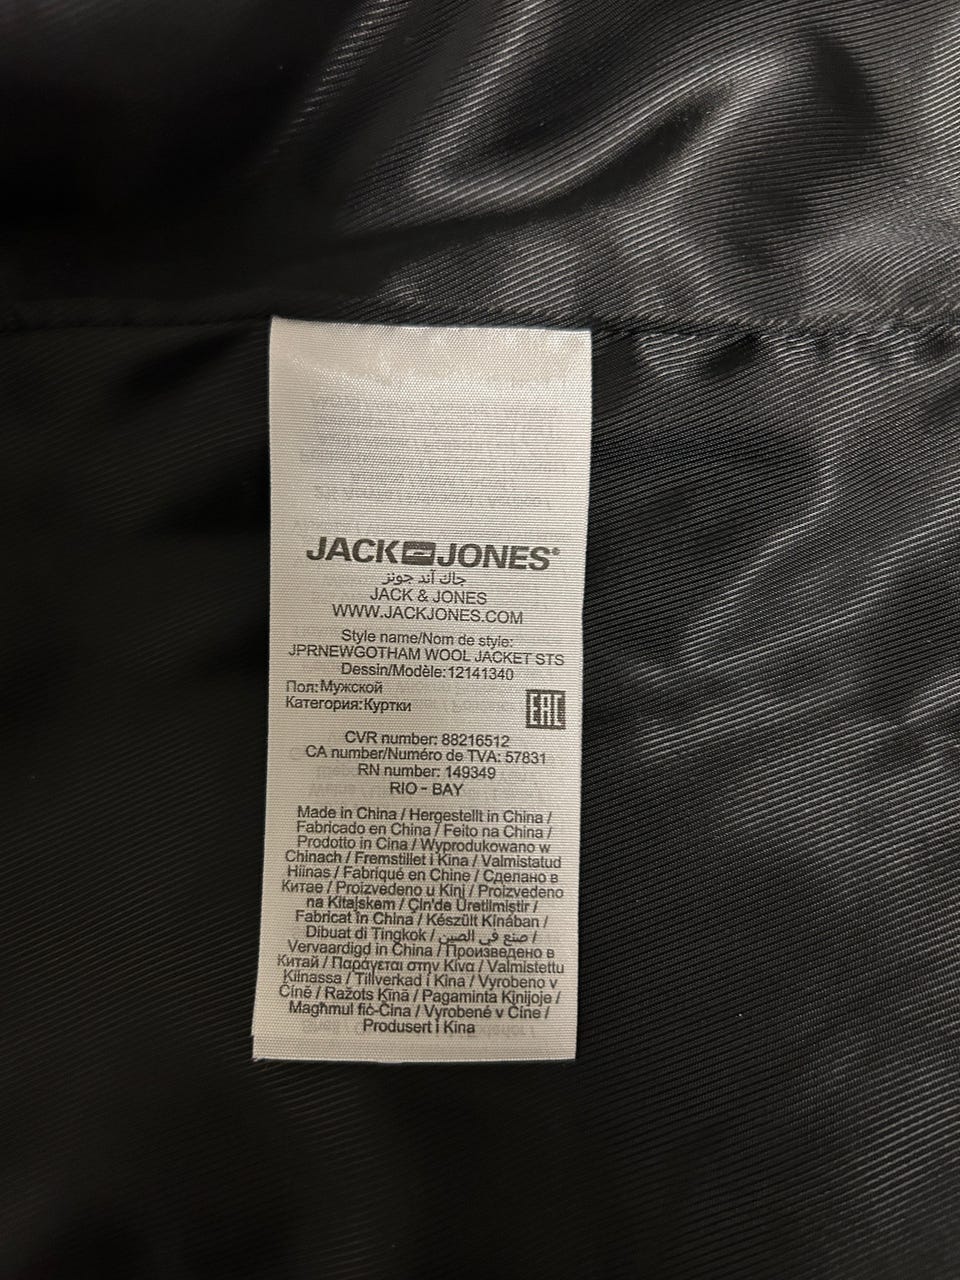 JACK JONES®
جاك آند جونز
JACK & JONES
WWW.JACKJONES.COM
Style name/Nom de style:
JPRNEWGOTHAM WOOL JACKET STS
Dessin/Modèle:12141340
Пол:Мужской
Категория:Куртки
EAC
CVR number: 88216512
CA number/Numéro de TVA: 57831
RN number: 149349
RIO - BAY
Made in China / Hergestellt in China /
Fabricado en China / Feito na China /
Prodotto in Cina / Wyprodukowano w
Chinach / Fremstillet i Kina / Valmistatud
Hiinas / Fabriqué en Chine / Сделано в
Китае / Proizvedeno u Kini / Proizvedeno
na Kitajskem / Çin'de Üretilmiştir /
Fabricat în China / Készült Kínában /
Dibuat di Tingkok / صنع في الصين /
Vervaardigd in China / Произведено в
Китай / Παράγεται στην Κίνα / Valmistettu
Kiinassa / Tillverkad i Kina / Vyrobeno v
Číně / Ražots Ķīnā / Pagaminta Kinijoje /
Magħmul fiċ-Ċina / Vyrobené v Číne /
Produsert i Kina